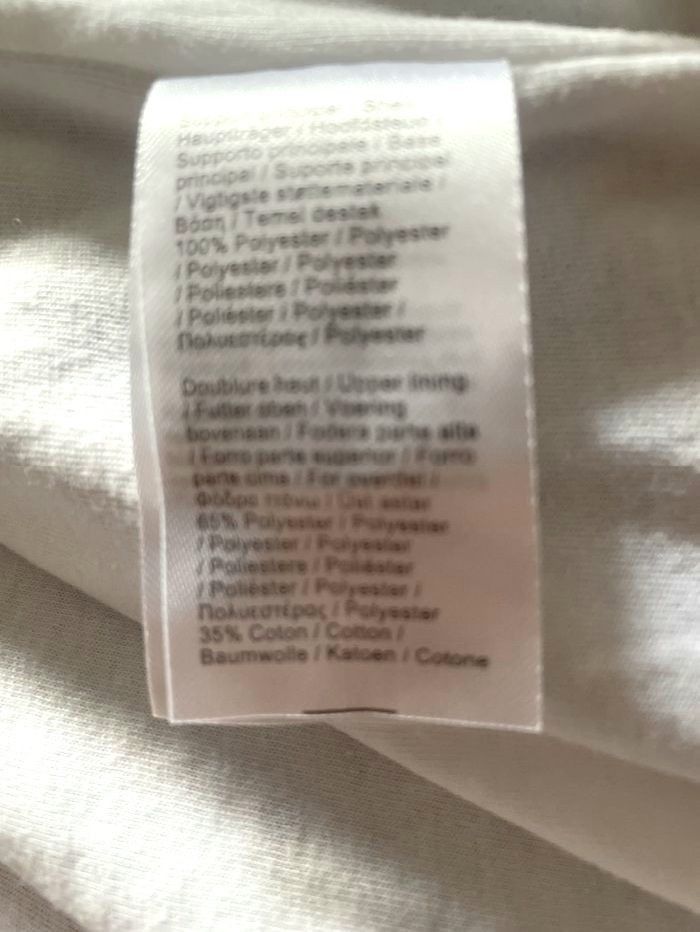 Support principal / Shell
Hauptträger / Hoofdsteun /
Supporto principale / Base
principal / Suporte principal
/ Vigtigste støttemateriale /
Βάση / Temel destek
100% Polyester / Polyester
/ Polyester / Polyester
/ Poliestere / Poliéster
/ Poliéster / Polyester /
Πολυεστέρας / Polyester
Doublure haut / Upper lining
/ Futter oben / Voering
bovenaan / Fodera parte alta
/ Forro parte superior / Forro
parte cima / For overdel /
Φόδρα πάνω / Üst astar
65% Polyester / Polyester
/ Polyester / Polyester
/ Poliestere / Poliéster
/ Poliéster / Polyester /
Πολυεστέρας / Polyester
35% Coton / Cotton /
Baumwolle / Katoen / Cotone